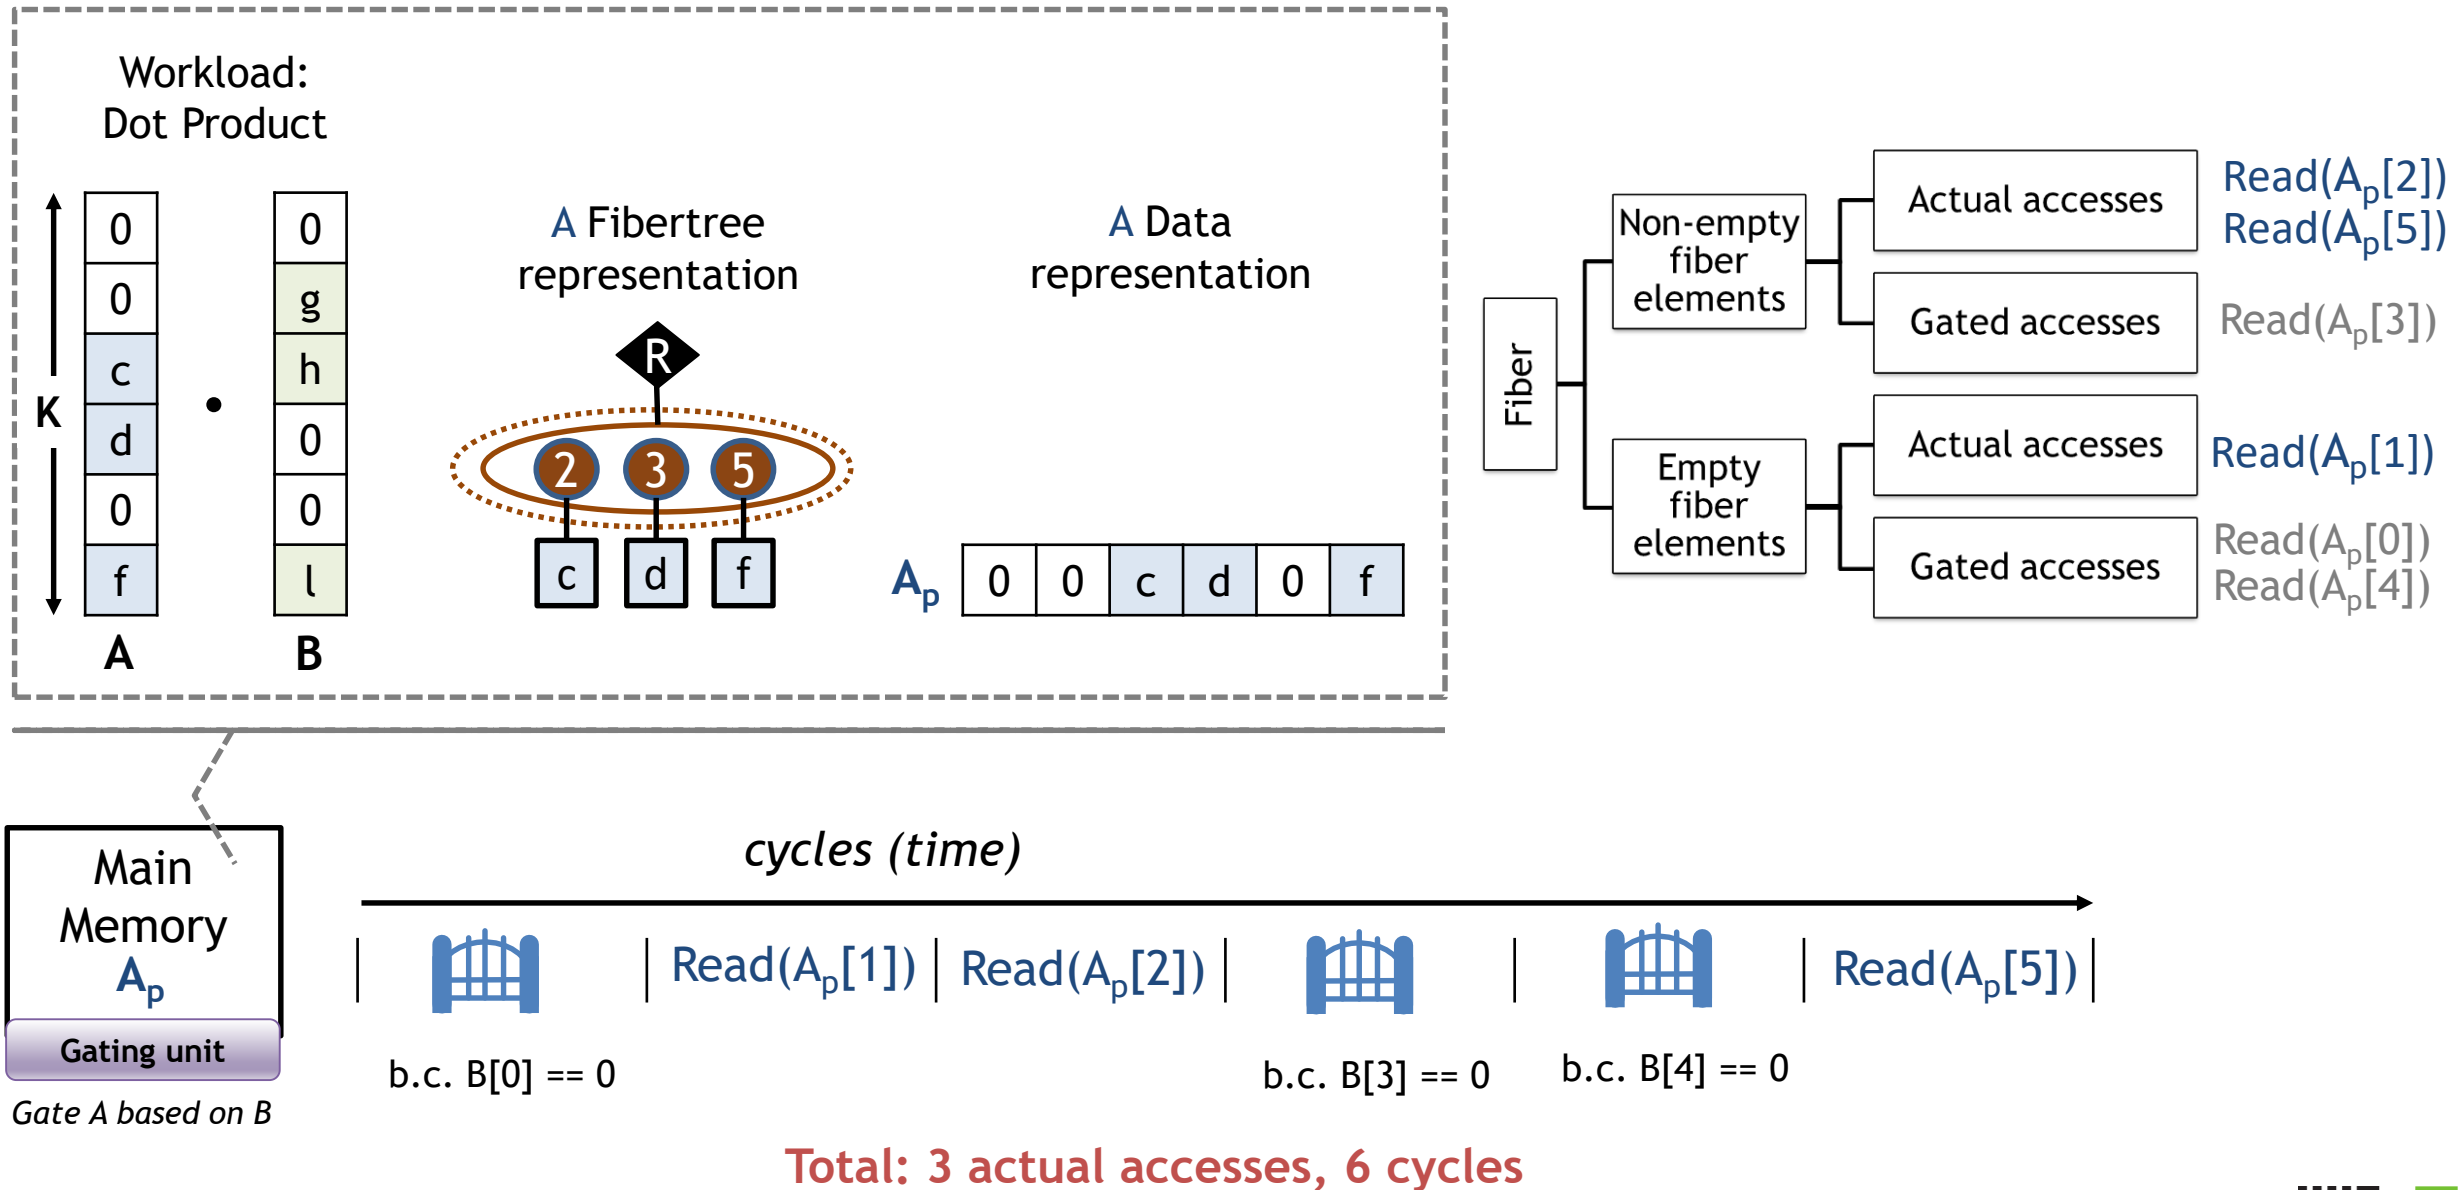 Workload:
Dot Product
K
0
0
c
d
0
f
A
•
0
g
h
0
0
l
B
A Fibertree
representation
R
2 3 5
c d f
A Data
representation
Ap 0 0 c d 0 f
Fiber
Non-empty
fiber
elements
Actual accesses
Read(Ap[2])
Read(Ap[5])
Gated accesses
Read(Ap[3])
Empty
fiber
elements
Actual accesses
Read(Ap[1])
Gated accesses
Read(Ap[0])
Read(Ap[4])
Main
Memory
Ap
Gating unit
Gate A based on B
cycles (time)
Read(Ap[1]) Read(Ap[2]) Read(Ap[5])
b.c. B[0] == 0 b.c. B[3] == 0 b.c. B[4] == 0
Total: 3 actual accesses, 6 cycles